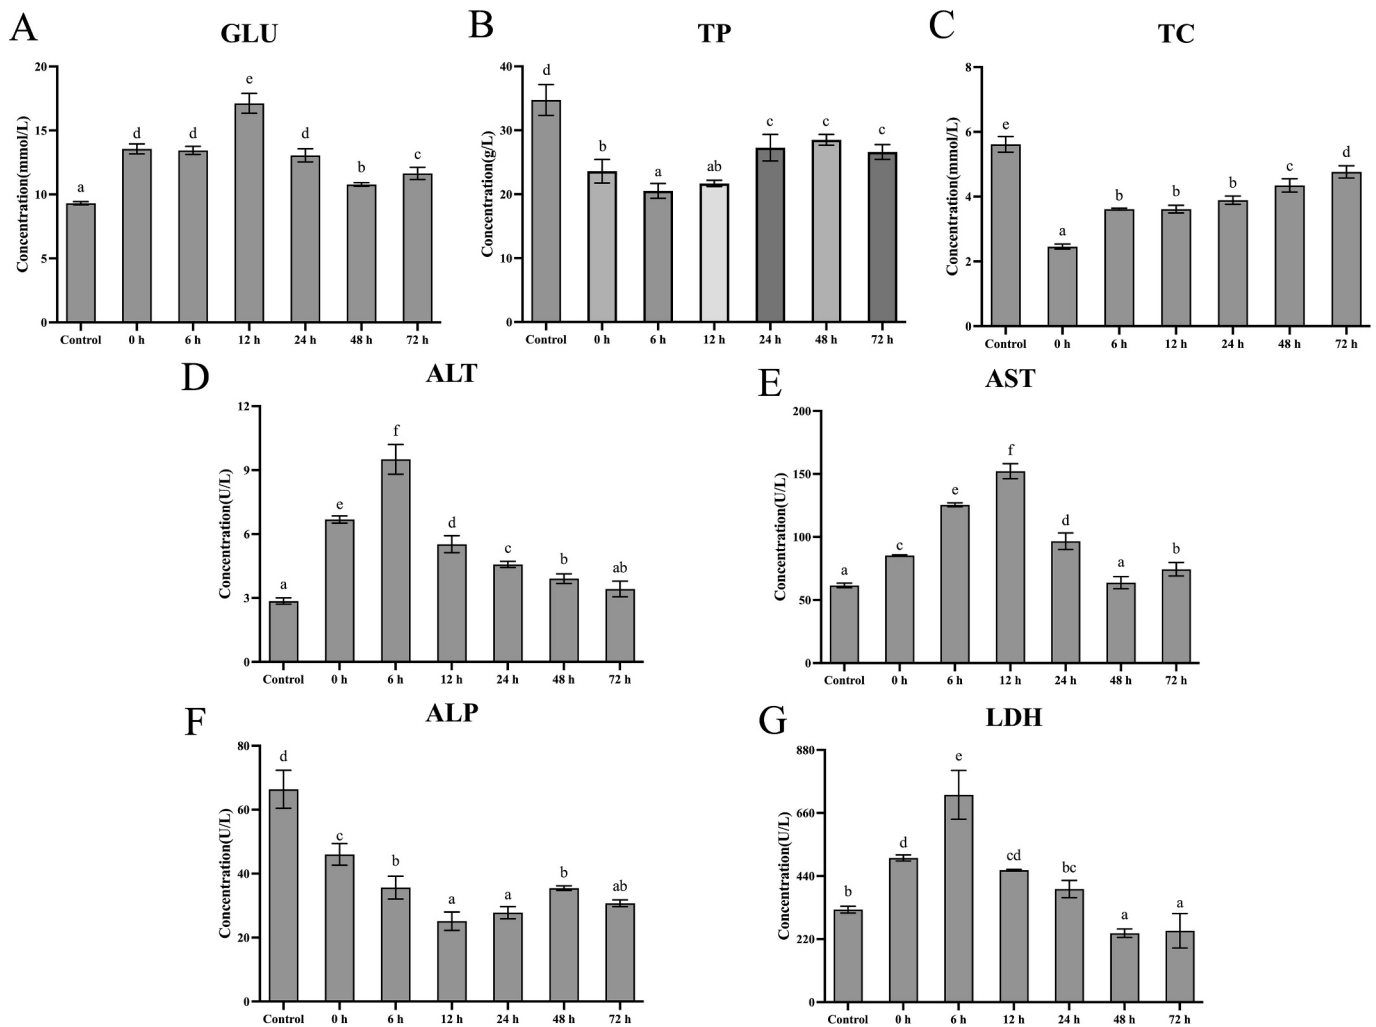 A
GLU
Concentration(mmol/L)
20
15
10
5
0
a
d
d
e
d
b
c
Control
0 h
6 h
12 h
24 h
48 h
72 h
B
TP
Concentration(g/L)
40
30
20
10
0
d
b
a
ab
c
c
c
Control
0 h
6 h
12 h
24 h
48 h
72 h
C
TC
Concentration(mmol/L)
8
6
4
2
0
e
a
b
b
b
c
d
Control
0 h
6 h
12 h
24 h
48 h
72 h
D
ALT
Concentration(U/L)
12
9
6
3
0
a
e
f
d
c
b
ab
Control
0 h
6 h
12 h
24 h
48 h
72 h
E
AST
Concentration(U/L)
200
150
100
50
0
a
c
e
f
d
a
b
Control
0 h
6 h
12 h
24 h
48 h
72 h
F
ALP
Concentration(U/L)
80
60
40
20
0
d
c
b
a
a
b
ab
Control
0 h
6 h
12 h
24 h
48 h
72 h
G
LDH
Concentration(U/L)
880
660
440
220
0
b
d
e
cd
bc
a
a
Control
0 h
6 h
12 h
24 h
48 h
72 h